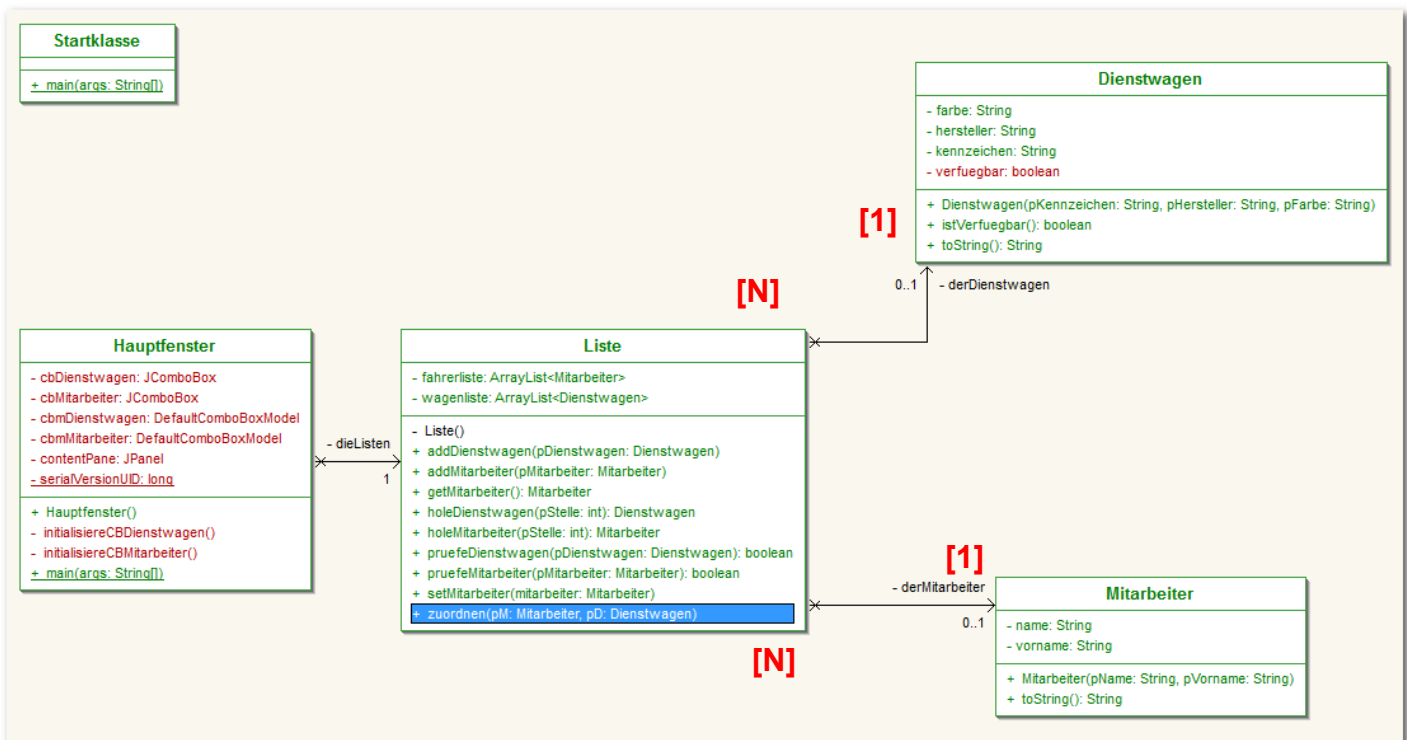 Startklasse
+ main(args: String[])
Dienstwagen
- farbe: String
- hersteller: String
- kennzeichen: String
- verfuegbar: boolean
+ Dienstwagen(pKennzeichen: String, pHersteller: String, pFarbe: String)
+ istVerfuegbar(): boolean
+ toString(): String
[1]
0..1
- derDienstwagen
[N]
Hauptfenster
- cbDienstwagen: JComboBox
- cbMitarbeiter: JComboBox
- cbmDienstwagen: DefaultComboBoxModel
- cbmMitarbeiter: DefaultComboBoxModel
- contentPane: JPanel
- serialVersionUID: long
+ Hauptfenster()
- initialisiereCBDienstwagen()
- initialisiereCBMitarbeiter()
+ main(args: String[])
- dieListen
1
Liste
- fahrerliste: ArrayList<Mitarbeiter>
- wagenliste: ArrayList<Dienstwagen>
- Liste()
+ addDienstwagen(pDienstwagen: Dienstwagen)
+ addMitarbeiter(pMitarbeiter: Mitarbeiter)
+ getMitarbeiter(): Mitarbeiter
+ holeDienstwagen(pStelle: int): Dienstwagen
+ holeMitarbeiter(pStelle: int): Mitarbeiter
+ pruefeDienstwagen(pDienstwagen: Dienstwagen): boolean
+ pruefeMitarbeiter(pMitarbeiter: Mitarbeiter): boolean
+ setMitarbeiter(mitarbeiter: Mitarbeiter)
+ zuordnen(pM: Mitarbeiter, pD: Dienstwagen)
[1]
- derMitarbeiter
0..1
[N]
Mitarbeiter
- name: String
- vorname: String
+ Mitarbeiter(pName: String, pVorname: String)
+ toString(): String